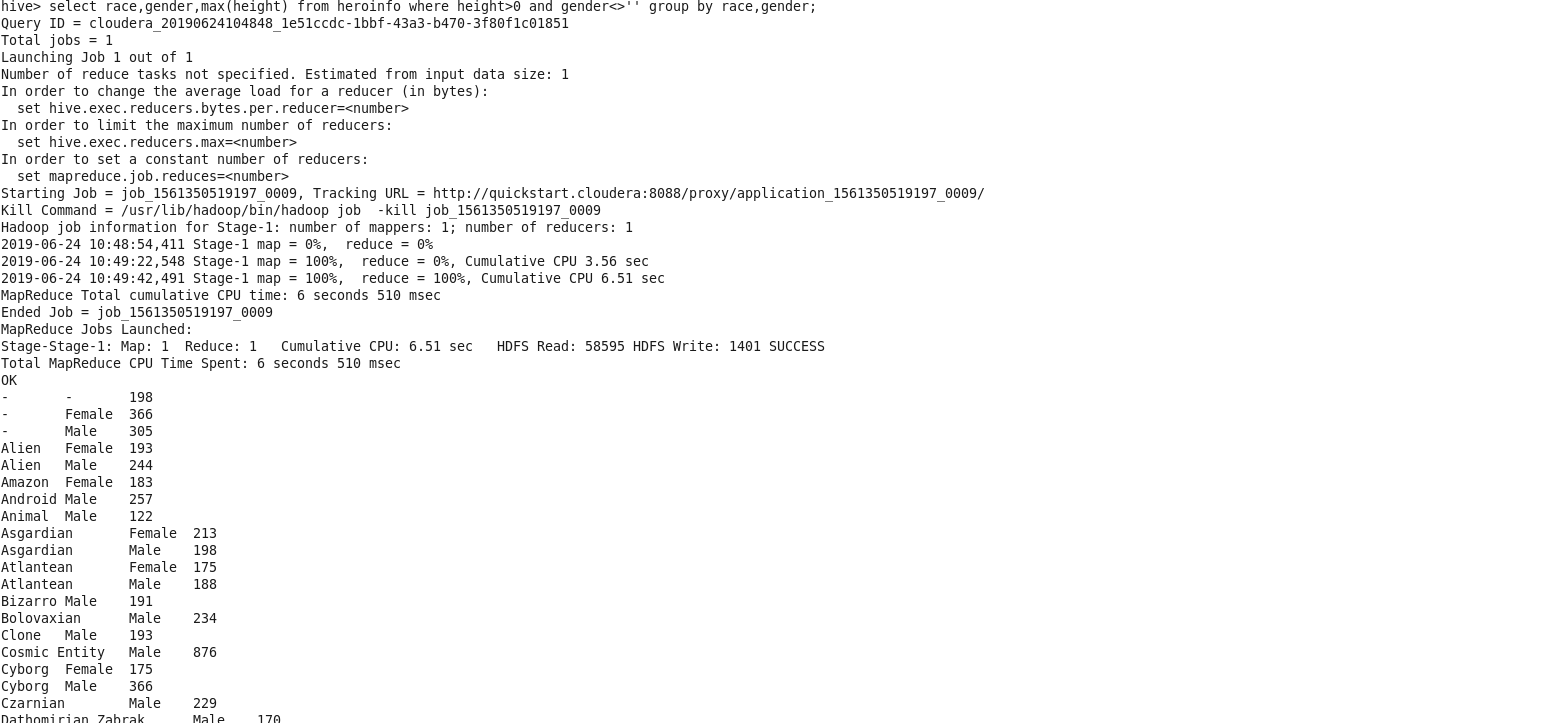 hive> select race,gender,max(height) from heroinfo where height>0 and gender<>'' group by race,gender;
Query ID = cloudera_20190624104848_1e51ccdc-1bbf-43a3-b470-3f80f1c01851
Total jobs = 1
Launching Job 1 out of 1
Number of reduce tasks not specified. Estimated from input data size: 1
In order to change the average load for a reducer (in bytes):
  set hive.exec.reducers.bytes.per.reducer=<number>
In order to limit the maximum number of reducers:
  set hive.exec.reducers.max=<number>
In order to set a constant number of reducers:
  set mapreduce.job.reduces=<number>
Starting Job = job_1561350519197_0009, Tracking URL = http://quickstart.cloudera:8088/proxy/application_1561350519197_0009/
Kill Command = /usr/lib/hadoop/bin/hadoop job  -kill job_1561350519197_0009
Hadoop job information for Stage-1: number of mappers: 1; number of reducers: 1
2019-06-24 10:48:54,411 Stage-1 map = 0%,  reduce = 0%
2019-06-24 10:49:22,548 Stage-1 map = 100%,  reduce = 0%, Cumulative CPU 3.56 sec
2019-06-24 10:49:42,491 Stage-1 map = 100%,  reduce = 100%, Cumulative CPU 6.51 sec
MapReduce Total cumulative CPU time: 6 seconds 510 msec
Ended Job = job_1561350519197_0009
MapReduce Jobs Launched:
Stage-Stage-1: Map: 1  Reduce: 1   Cumulative CPU: 6.51 sec   HDFS Read: 58595 HDFS Write: 1401 SUCCESS
Total MapReduce CPU Time Spent: 6 seconds 510 msec
OK
-       -       198
-       Female  366
-       Male    305
Alien   Female  193
Alien   Male    244
Amazon  Female  183
Android Male    257
Animal  Male    122
Asgardian       Female  213
Asgardian       Male    198
Atlantean       Female  175
Atlantean       Male    188
Bizarro Male    191
Bolovaxian      Male    234
Clone   Male    193
Cosmic Entity   Male    876
Cyborg  Female  175
Cyborg  Male    366
Czarnian        Male    229
Dathomirian Zabrak      Male    170